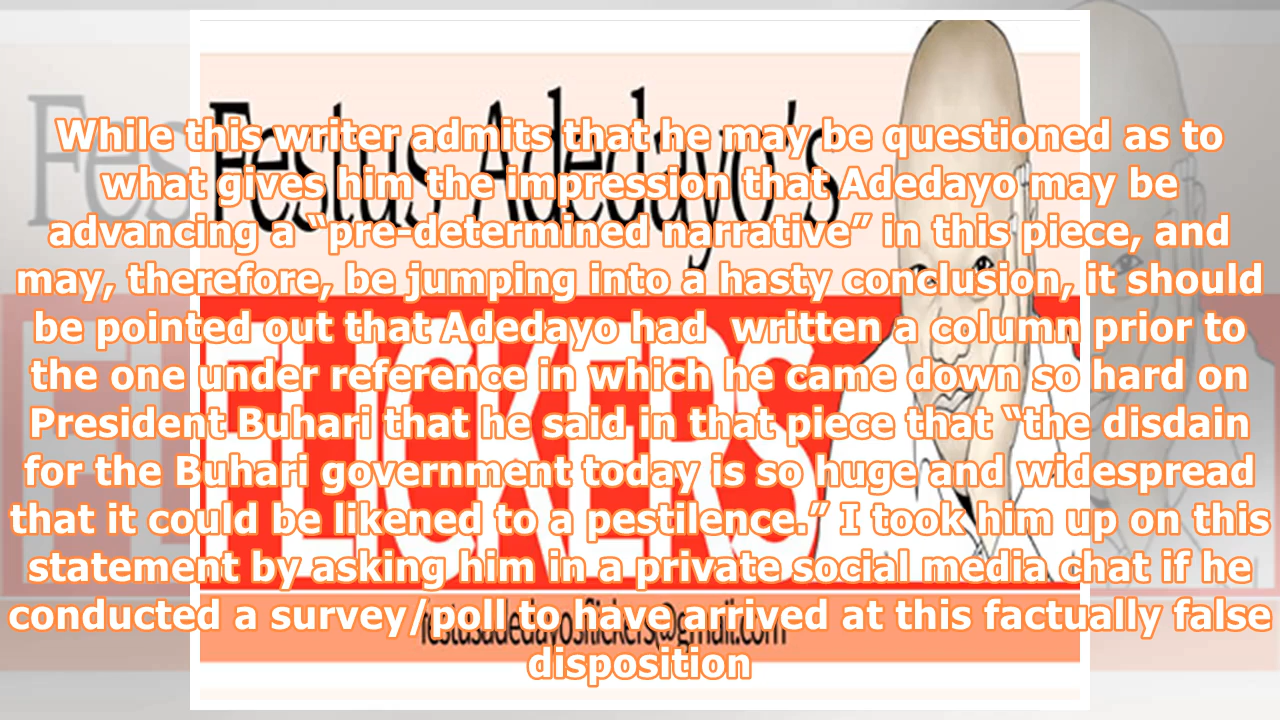 Festus Adedayo's
FLICKERS
festusadedayosflickers@gmail.com
While this writer admits that he may be questioned as to
what gives him the impression that Adedayo may be
advancing a “pre-determined narrative” in this piece, and
may, therefore, be jumping into a hasty conclusion, it should
be pointed out that Adedayo had  written a column prior to
the one under reference in which he came down so hard on
President Buhari that he said in that piece that “the disdain
for the Buhari government today is so huge and widespread
that it could be likened to a pestilence.” I took him up on this
statement by asking him in a private social media chat if he
conducted a survey/poll to have arrived at this factually false
disposition